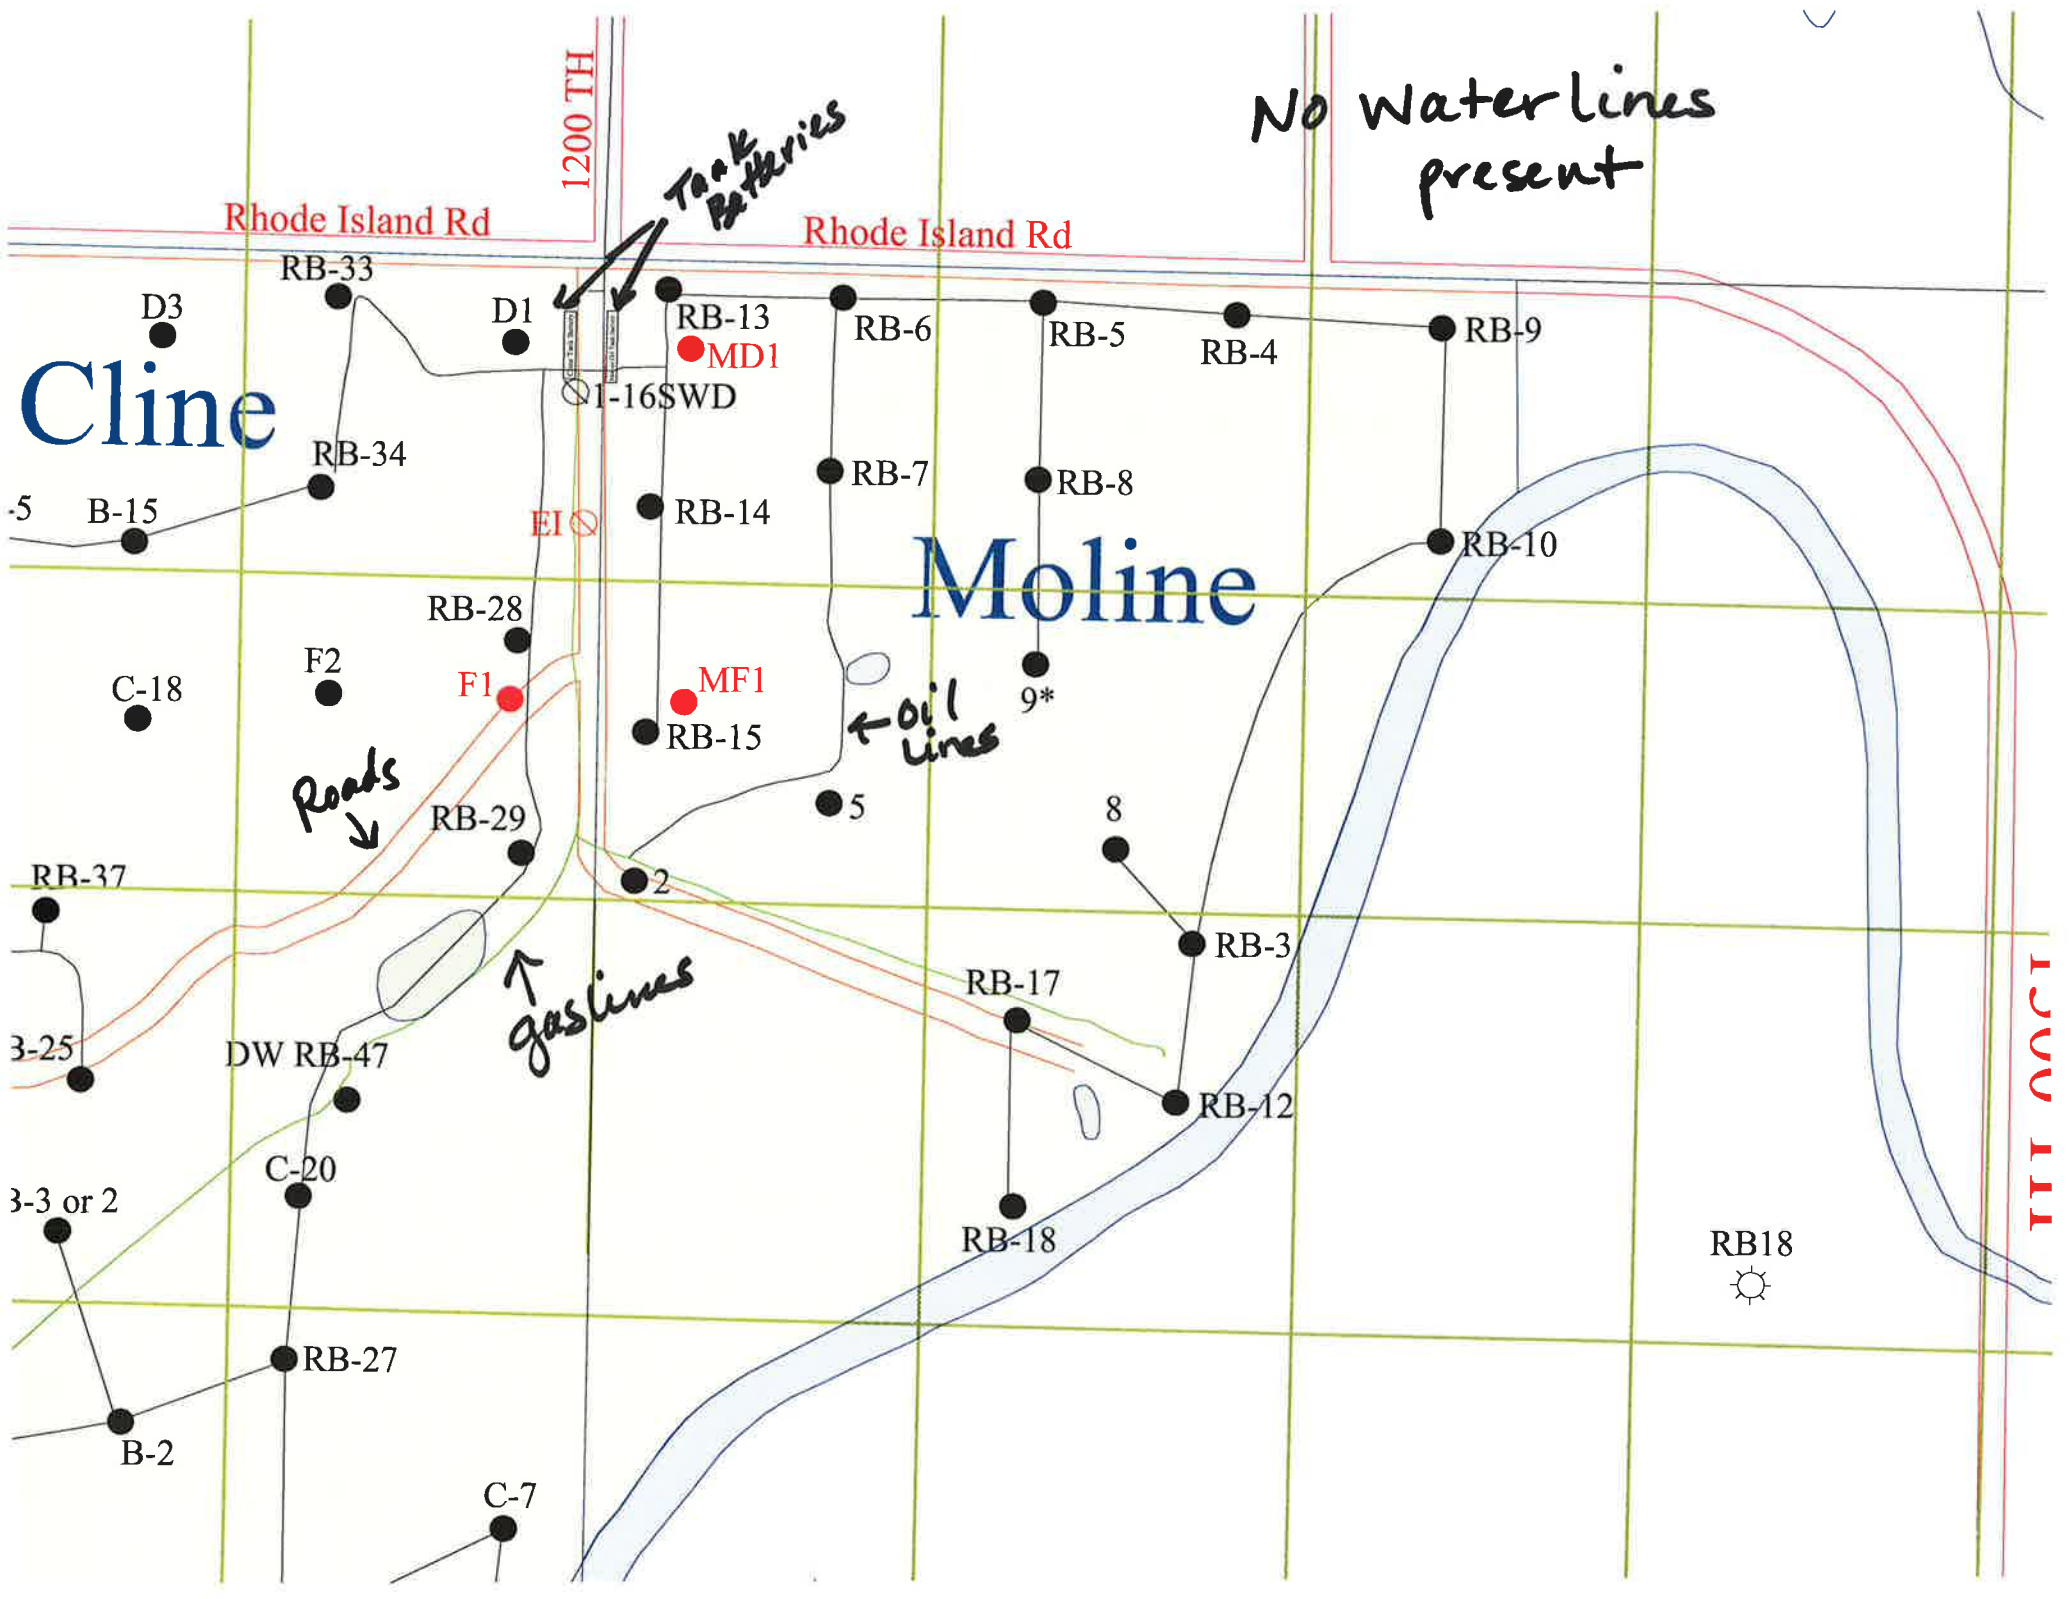 1200 TH
No Waterlines
present
Tank
Batteries
Rhode Island Rd
Rhode Island Rd
RB-33
D3
D1
RB-13
RB-6
RB-5
RB-4
RB-9
MD1
Cline
1-16SWD
RB-34
RB-7
RB-8
-5
B-15
RB-14
EI
RB-10
Moline
RB-28
F2
F1
C-18
MF1
9*
RB-15
← oil
Lines
Roads
RB-29
5
8
RB-37
2
RB-3
RB-17
gaslines
B-25
DW RB-47
RB-12
C-20
B-3 or 2
RB-18
RB18
RB-27
B-2
C-7